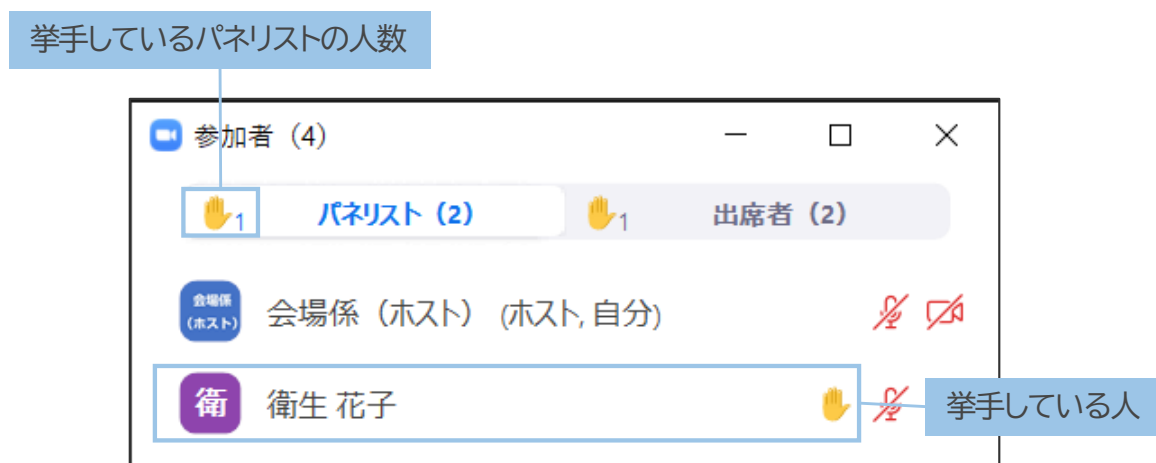 挙手しているパネリストの人数
参加者（4）
1 パネリスト（2） 1 出席者（2）
会場係
（ホスト）
会場係（ホスト） (ホスト, 自分)
衛 衛生 花子
挙手している人